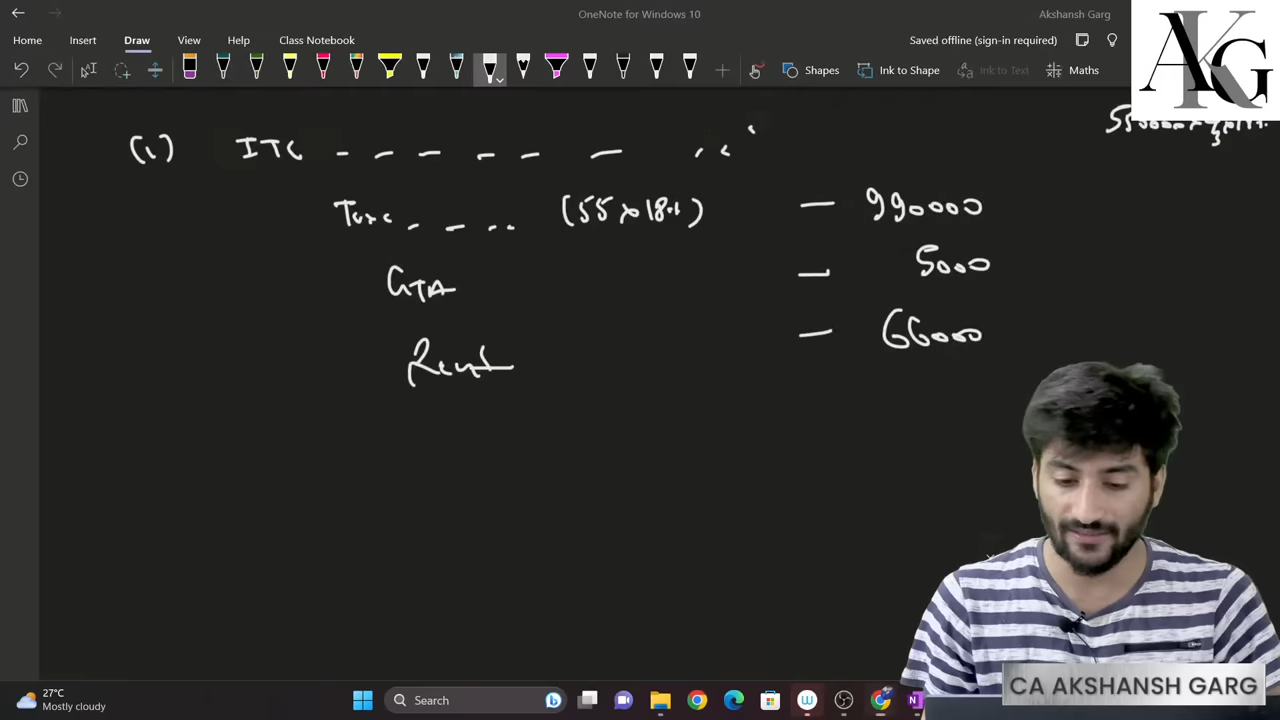 OneNote for Windows 10
Akshansh Garg
Home Insert Draw View Help Class Notebook
Saved offline (sign-in required)
Shapes Ink to Shape Ink to Text Maths
AKG
(1) ITC - - - - - -
(55 x 18%) - 990000
GTA - 5000
Rent - 66000
CA AKSHANSH GARG
27°C
Mostly cloudy
Search